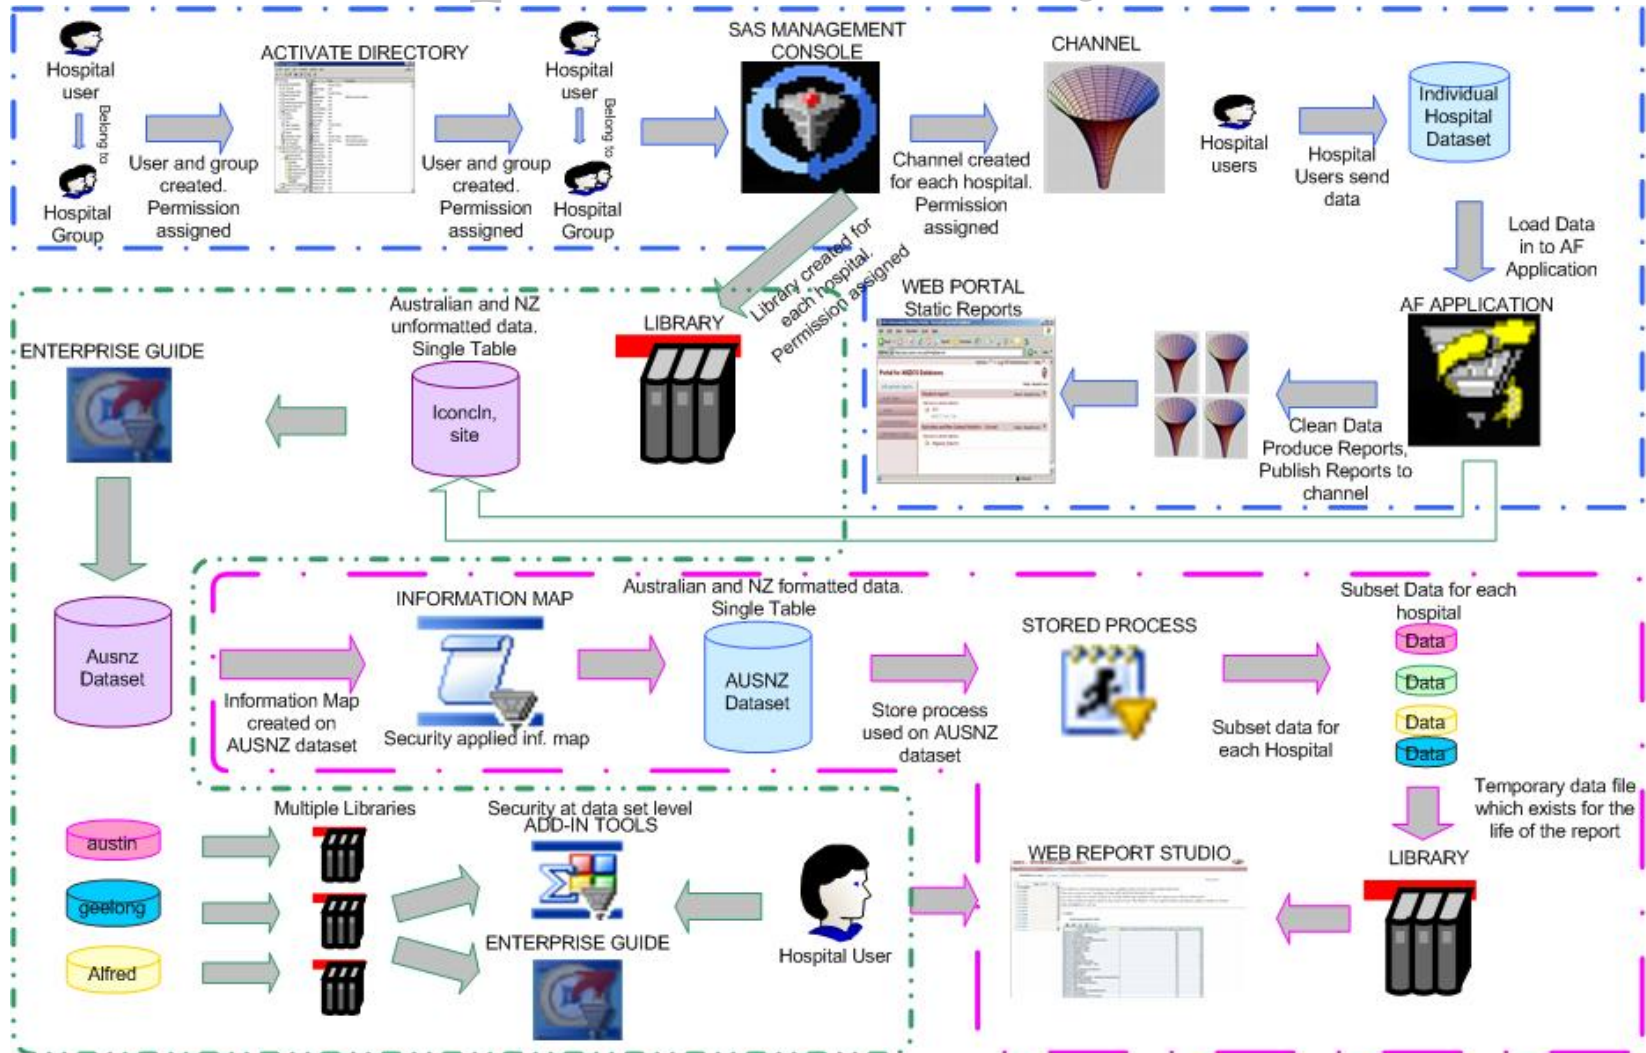 SAS MANAGEMENT
CONSOLE
CHANNEL
ACTIVATE DIRECTORY
Hospital
user
Belong to
Hospital
Group
User and group
created.
Permission
assigned
User and group
created.
Permission
assigned
Hospital
user
Belong to
Hospital
Group
Channel created
for each hospital.
Permission
assigned
Hospital
users
Hospital
Users send
data
Individual
Hospital
Dataset
Load Data
in to AF
Application
Library created for
each hospital.
Permission assigned
WEB PORTAL
Static Reports
AF APPLICATION
Clean Data
Produce Reports,
Publish Reports to
channel
Australian and NZ
unformatted data.
Single Table
LIBRARY
ENTERPRISE GUIDE
Iconcln,
site
Ausnz
Dataset
INFORMATION MAP
Information Map
created on
AUSNZ dataset
Security applied inf. map
Australian and NZ formatted data.
Single Table
AUSNZ
Dataset
STORED PROCESS
Store process
used on AUSNZ
dataset
Subset data for
each Hospital
Subset Data for each
hospital
Data
Data
Data
Data
Temporary data file
which exists for the
life of the report
LIBRARY
WEB REPORT STUDIO
Multiple Libraries
Security at data set level
ADD-IN TOOLS
austin
geelong
Alfred
ENTERPRISE GUIDE
Hospital User